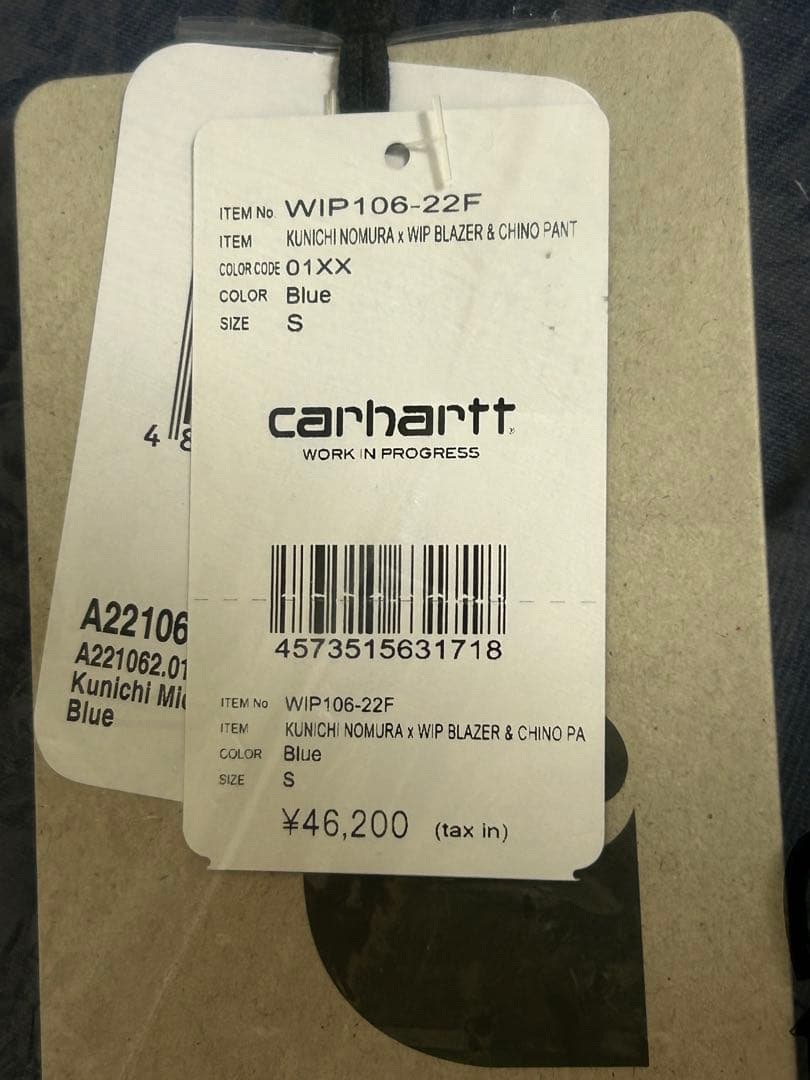 ITEM No. WIP106-22F
ITEM KUNICHI NOMURA x WIP BLAZER & CHINO PANT
COLOR CODE 01XX
COLOR Blue
SIZE S
carhartt
WORK IN PROGRESS
4573515631718
ITEM No WIP106-22F
ITEM KUNICHI NOMURA x WIP BLAZER & CHINO PA
COLOR Blue
SIZE S
¥46,200 (tax in)
4 8
A22106
A221062.01
Kunichi Mi
Blue